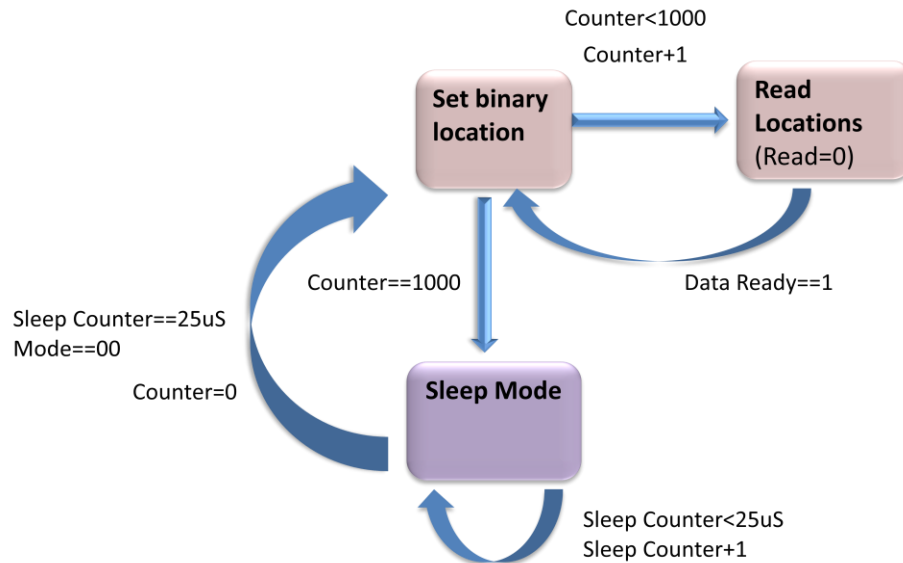 Counter<1000
Counter+1
Set binary
location
Read
Locations
(Read=0)
Counter==1000
Data Ready==1
Sleep Counter==25uS
Mode==00
Counter=0
Sleep Mode
Sleep Counter<25uS
Sleep Counter+1